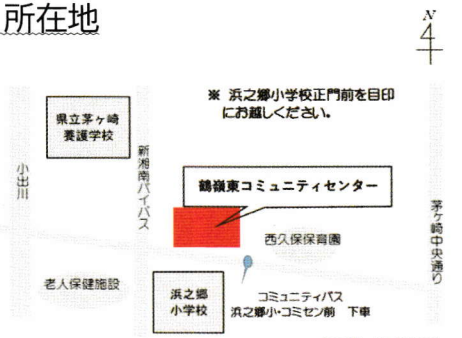 所在地
N
※ 浜之郷小学校正門前を目印
にお越しください。
県立茅ヶ崎
養護学校
小出川
新湘南バイパス
鶴嶺東コミュニティセンター
茅ヶ崎中央通り
西久保保育園
老人保健施設
浜之郷
小学校
コミュニティバス
浜之郷小・コミセン前 下車